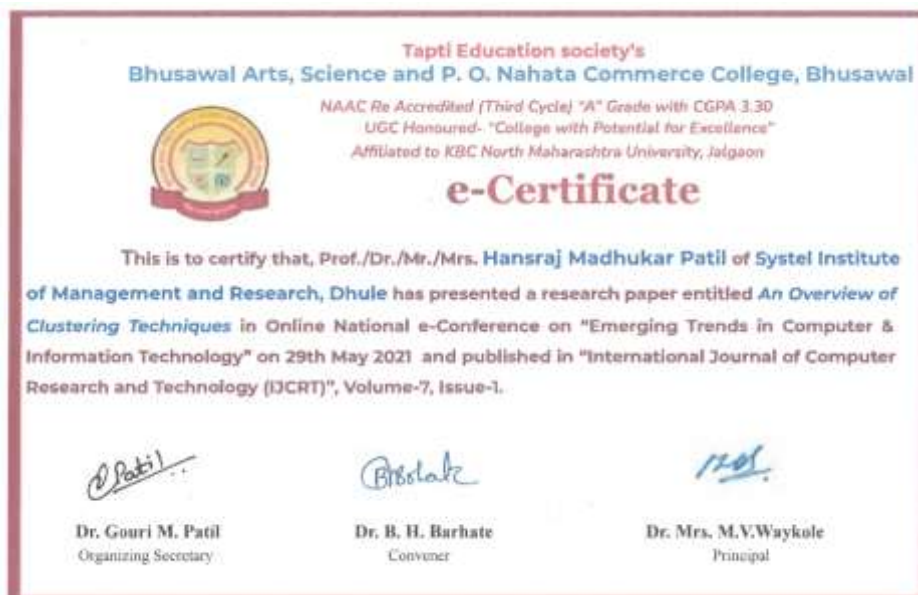 Tapti Education society's
Bhusawal Arts, Science and P. O. Nahata Commerce College, Bhusawal
NAAC Re Accredited (Third Cycle) "A" Grade with CGPA 3.30
UGC Honoured- "College with Potential for Excellence"
Affiliated to KBC North Maharashtra University, Jalgaon
e-Certificate
This is to certify that, Prof./Dr./Mr./Mrs. Hansraj Madhukar Patil of Systel Institute
of Management and Research, Dhule has presented a research paper entitled An Overview of
Clustering Techniques in Online National e-Conference on "Emerging Trends in Computer &
Information Technology" on 29th May 2021 and published in "International Journal of Computer
Research and Technology (IJCRT)", Volume-7, Issue-1.
Dr. Gouri M. Patil
Organizing Secretary
Dr. B. H. Barhate
Convener
Dr. Mrs. M.V.Waykole
Principal